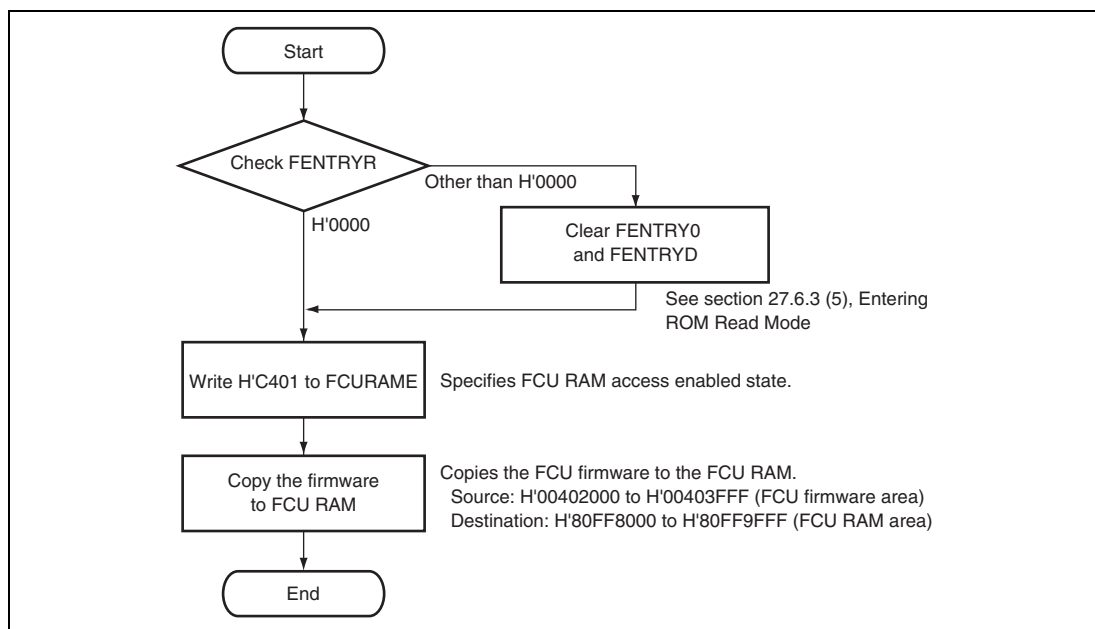 Start
Check FENTRYR
Other than H'0000
H'0000
Clear FENTRY0
and FENTRYD
See section 27.6.3 (5), Entering
ROM Read Mode
Write H'C401 to FCURAME
Specifies FCU RAM access enabled state.
Copy the firmware
to FCU RAM
Copies the FCU firmware to the FCU RAM.
Source: H'00402000 to H'00403FFF (FCU firmware area)
Destination: H'80FF8000 to H'80FF9FFF (FCU RAM area)
End